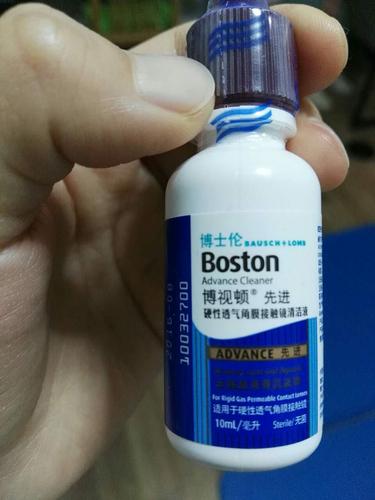 博士伦 BAUSCH + LOMB
Boston
Advance Cleaner
博视顿® 先进
硬性透气角膜接触镜清洁液
ADVANCE 先进
For Rigid Gas Permeable Contact Lenses
适用于硬性透气角膜接触镜
10mL/毫升 Sterile/无菌